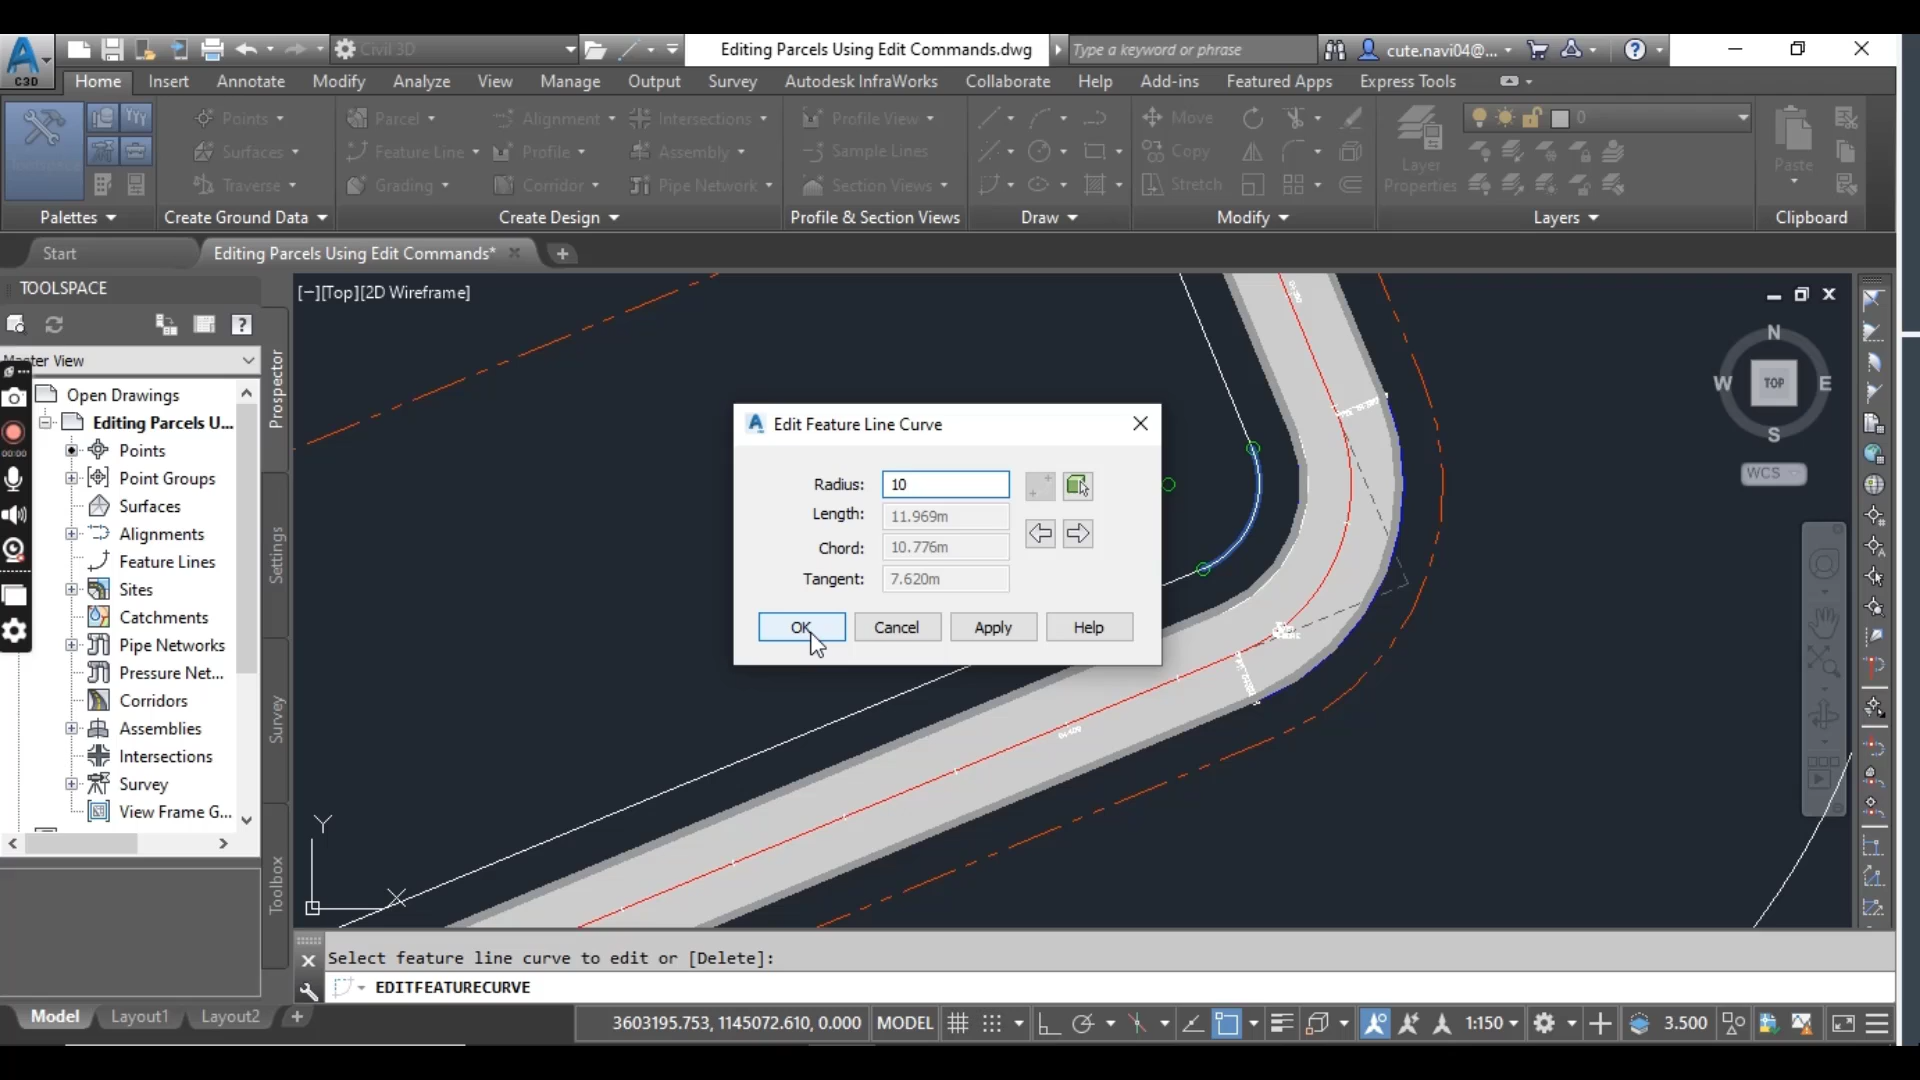 C3D
Civil 3D
Editing Parcels Using Edit Commands.dwg
Type a keyword or phrase
cute.navi04@...
Home Insert Annotate Modify Analyze View Manage Output Survey Autodesk InfraWorks Collaborate Help Add-ins Featured Apps Express Tools
Points Parcel Alignment Intersections Profile View Move 0
Surfaces Feature Line Profile Assembly Sample Lines Copy
Layer Properties
Paste
Traverse Grading Corridor Pipe Network Section Views Stretch
Palettes Create Ground Data Create Design Profile & Section Views Draw Modify Layers Clipboard
Start Editing Parcels Using Edit Commands*
TOOLSPACE
[−][Top][2D Wireframe]
Prospector
Settings
Survey
Toolbox
Open Drawings
Editing Parcels U...
Points
Point Groups
Surfaces
Alignments
Feature Lines
Sites
Catchments
Pipe Networks
Pressure Net...
Corridors
Assemblies
Intersections
Survey
View Frame G...
00:00
N
W TOP E
S
WCS
Edit Feature Line Curve
Radius: 10
Length: 11.969m
Chord: 10.776m
Tangent: 7.620m
OK Cancel Apply Help
Y
X
Select feature line curve to edit or [Delete]:
EDITFEATURECURVE
Model Layout1 Layout2
3603195.753, 1145072.610, 0.000 MODEL 1:150 3.500